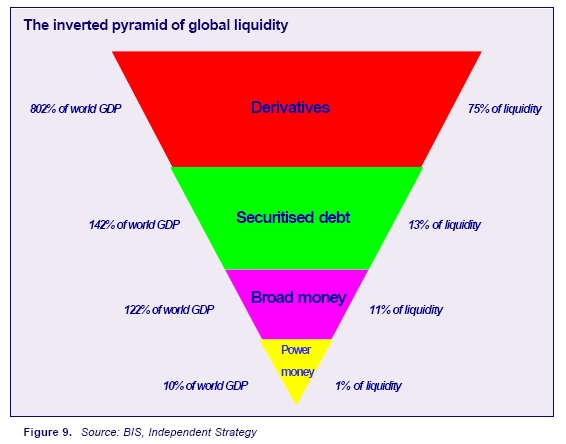 The inverted pyramid of global liquidity
802% of world GDP
Derivatives
75% of liquidity
142% of world GDP
Securitised debt
13% of liquidity
122% of world GDP
Broad money
11% of liquidity
10% of world GDP
Power
money
1% of liquidity
Figure 9. Source: BIS, Independent Strategy